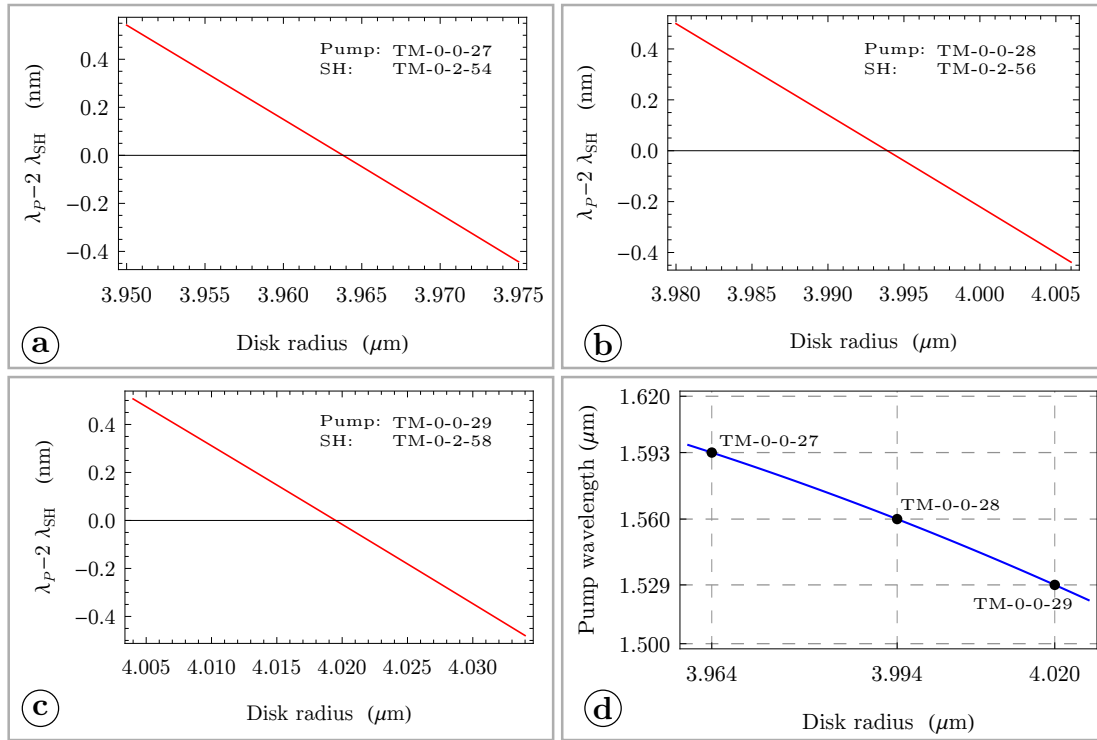 Pump: TM-0-0-27
SH: TM-0-2-54
λP−2 λSH (nm)
0.4
0.2
0.0
−0.2
−0.4
3.950 3.955 3.960 3.965 3.970 3.975
Disk radius (μm)
a
Pump: TM-0-0-28
SH: TM-0-2-56
λP−2 λSH (nm)
0.4
0.2
0.0
−0.2
−0.4
3.980 3.985 3.990 3.995 4.000 4.005
Disk radius (μm)
b
Pump: TM-0-0-29
SH: TM-0-2-58
λP−2 λSH (nm)
0.4
0.2
0.0
−0.2
−0.4
4.005 4.010 4.015 4.020 4.025 4.030
Disk radius (μm)
c
Pump wavelength (μm)
1.620
1.593
1.560
1.529
1.500
TM-0-0-27
TM-0-0-28
TM-0-0-29
3.964 3.994 4.020
Disk radius (μm)
d